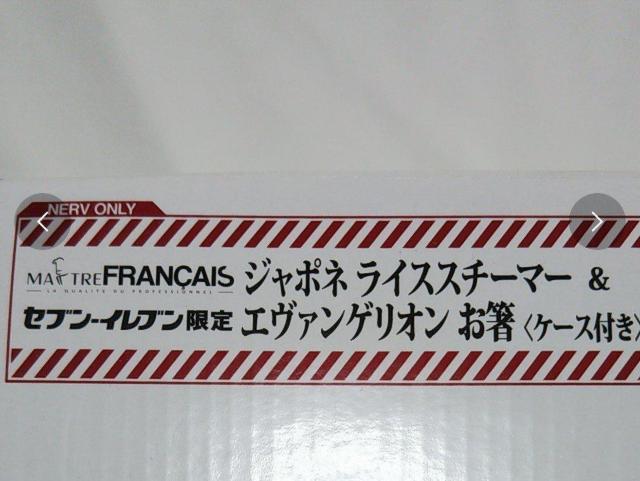 NERV ONLY
MAÎTRE FRANÇAIS ジャポネ ライススチーマー &
LA QUALITE DU PROFESSIONNEL
セブン-イレブン限定 エヴァンゲリオン お箸〈ケース付き〉